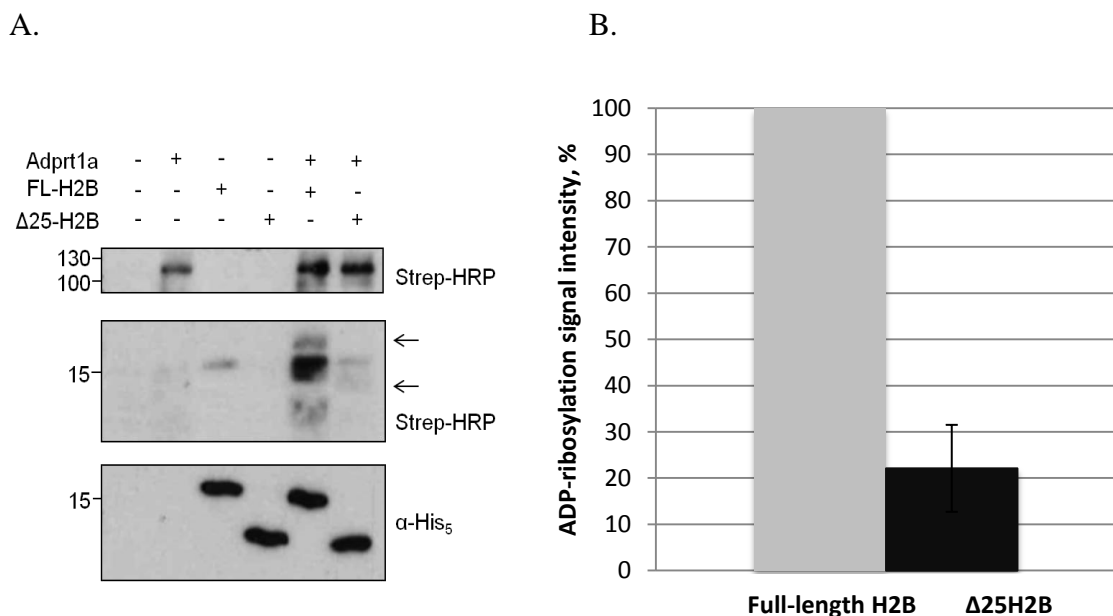 A.
Adprt1a - + - - + +
FL-H2B - - + - + -
Δ25-H2B - - - + - +
130
100
Strep-HRP
15
Strep-HRP
15
α-His5
B.
ADP-ribosylation signal intensity, %
100
90
80
70
60
50
40
30
20
10
0
Full-length H2B Δ25H2B